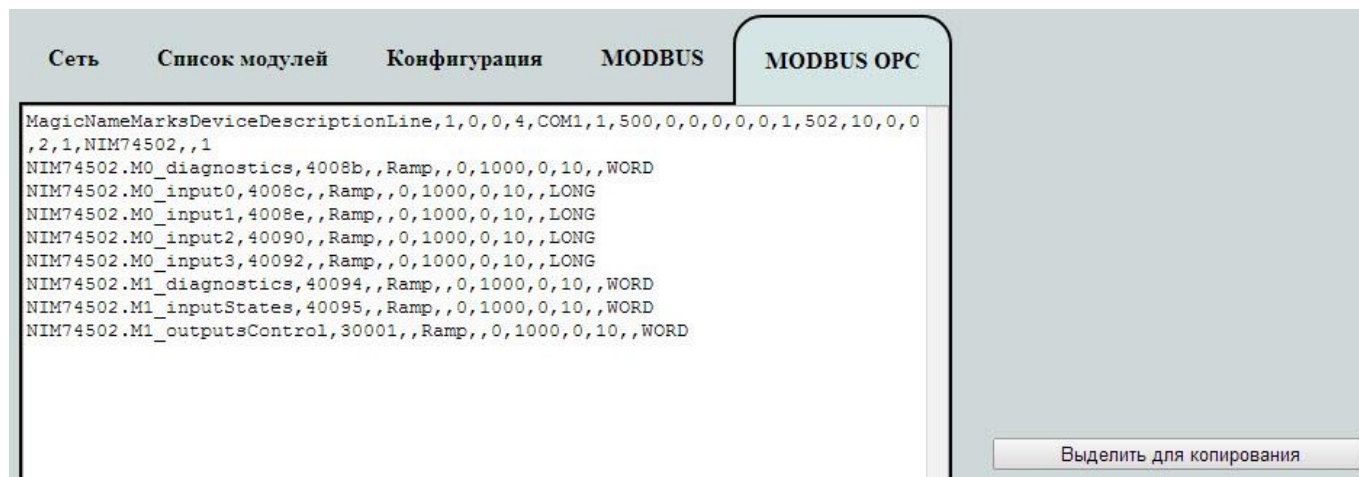 Сеть Список модулей Конфигурация MODBUS MODBUS OPC
MagicNameMarksDeviceDescriptionLine,1,0,0,4,COM1,1,500,0,0,0,0,0,1,502,10,0,0
,2,1,NIM74502,,1
NIM74502.M0_diagnostics,4008b,,Ramp,,0,1000,0,10,,WORD
NIM74502.M0_input0,4008c,,Ramp,,0,1000,0,10,,LONG
NIM74502.M0_input1,4008e,,Ramp,,0,1000,0,10,,LONG
NIM74502.M0_input2,40090,,Ramp,,0,1000,0,10,,LONG
NIM74502.M0_input3,40092,,Ramp,,0,1000,0,10,,LONG
NIM74502.M1_diagnostics,40094,,Ramp,,0,1000,0,10,,WORD
NIM74502.M1_inputStates,40095,,Ramp,,0,1000,0,10,,WORD
NIM74502.M1_outputsControl,30001,,Ramp,,0,1000,0,10,,WORD
Выделить для копирования